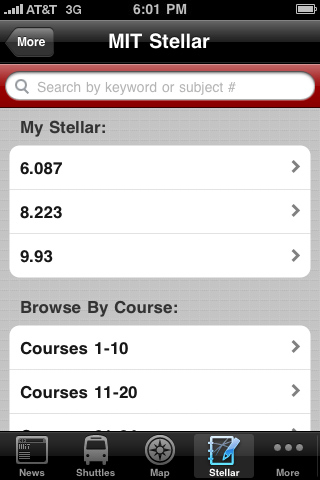 AT&T 3G 6:01 PM
More MIT Stellar
Search by keyword or subject #
My Stellar:
6.087
8.223
9.93
Browse By Course:
Courses 1-10
Courses 11-20
News Shuttles Map Stellar More